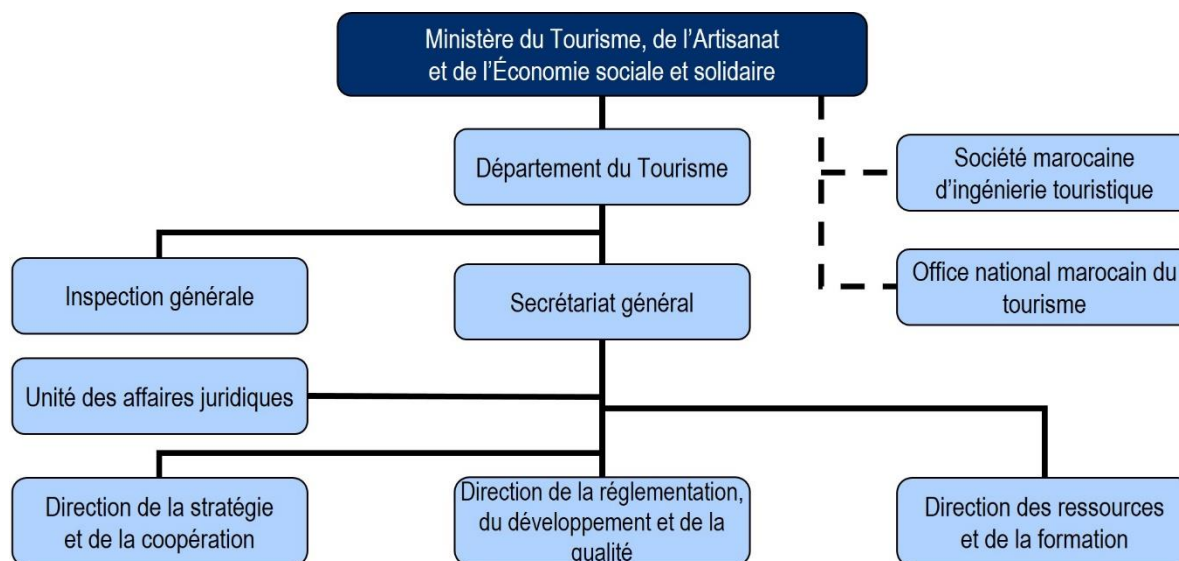 Ministère du Tourisme, de l’Artisanat
et de l’Économie sociale et solidaire
Département du Tourisme
Société marocaine
d’ingénierie touristique
Inspection générale
Secrétariat général
Office national marocain du
tourisme
Unité des affaires juridiques
Direction de la stratégie
et de la coopération
Direction de la réglementation,
du développement et de la
qualité
Direction des ressources
et de la formation